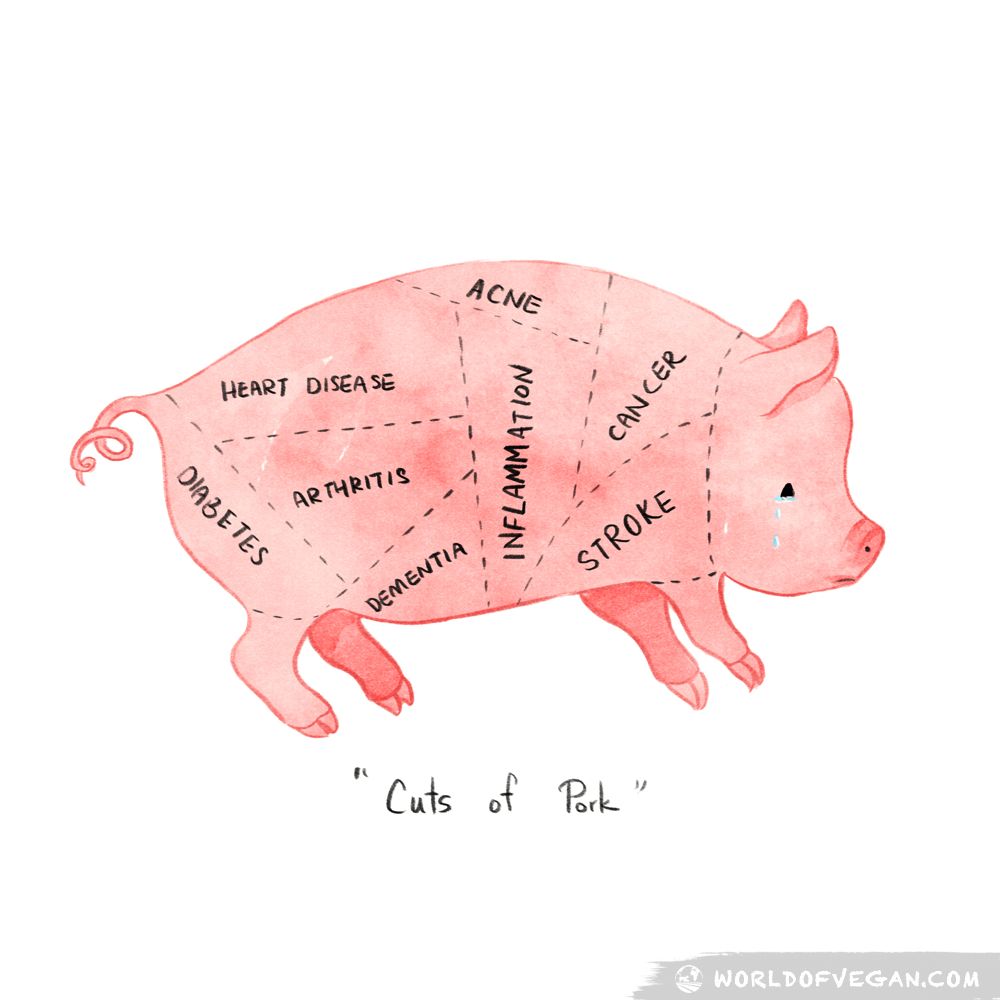 ACNE
HEART DISEASE
CANCER
INFLAMMATION
ARTHRITIS
DIABETES
STROKE
DEMENTIA
" Cuts of Pork "
WORLDOFVEGAN.COM